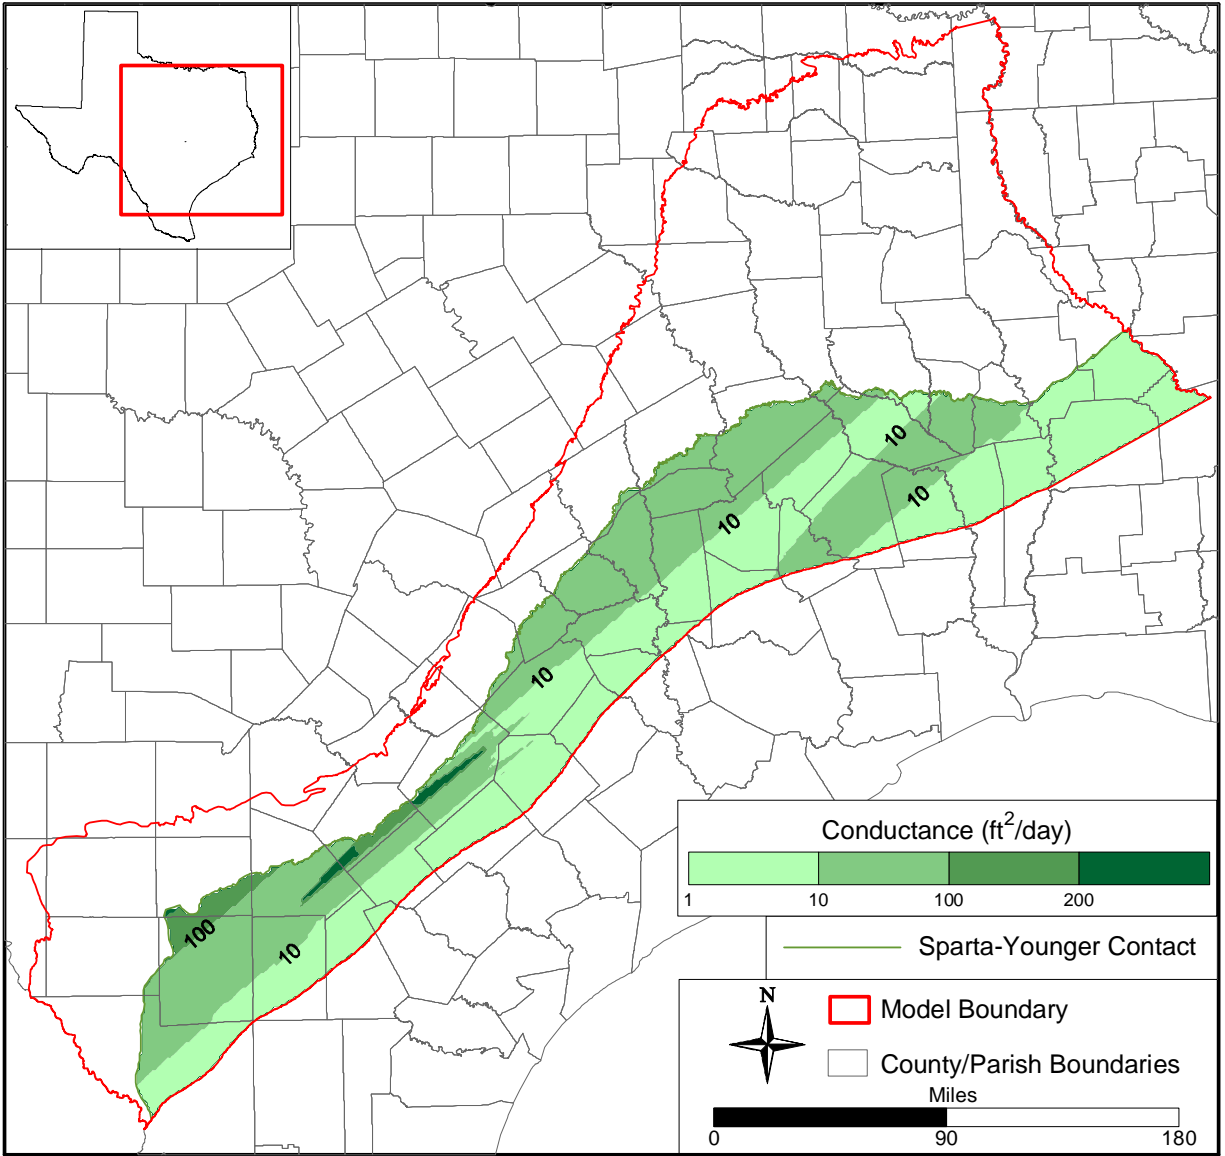 10
10
10
10
100
10
Conductance (ft²/day)
1 10 100 200
Sparta-Younger Contact
N
Model Boundary
County/Parish Boundaries
Miles
0 90 180